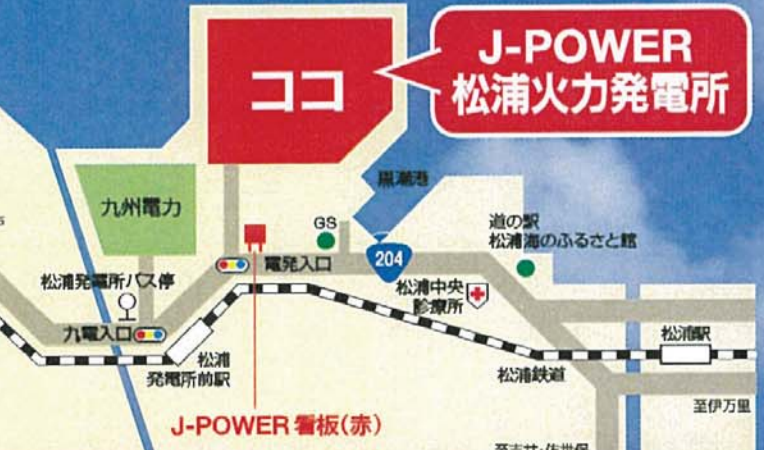 J-POWER
松浦火力発電所
ココ
黒潮港
九州電力
GS
道の駅
松浦海のふるさと館
204
電発入口
松浦発電所バス停
松浦中央
診療所
九電入口
松浦駅
松浦
発電所前駅
松浦鉄道
至伊万里
J-POWER 看板(赤)